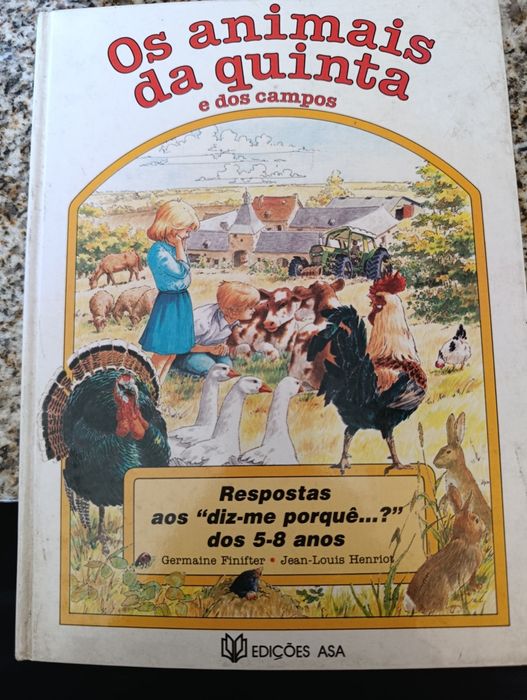 Os animais
da quinta
e dos campos
Respostas
aos “diz-me porquê...?”
dos 5-8 anos
Germaine Finifter • Jean-Louis Henriot
EDIÇÕES ASA